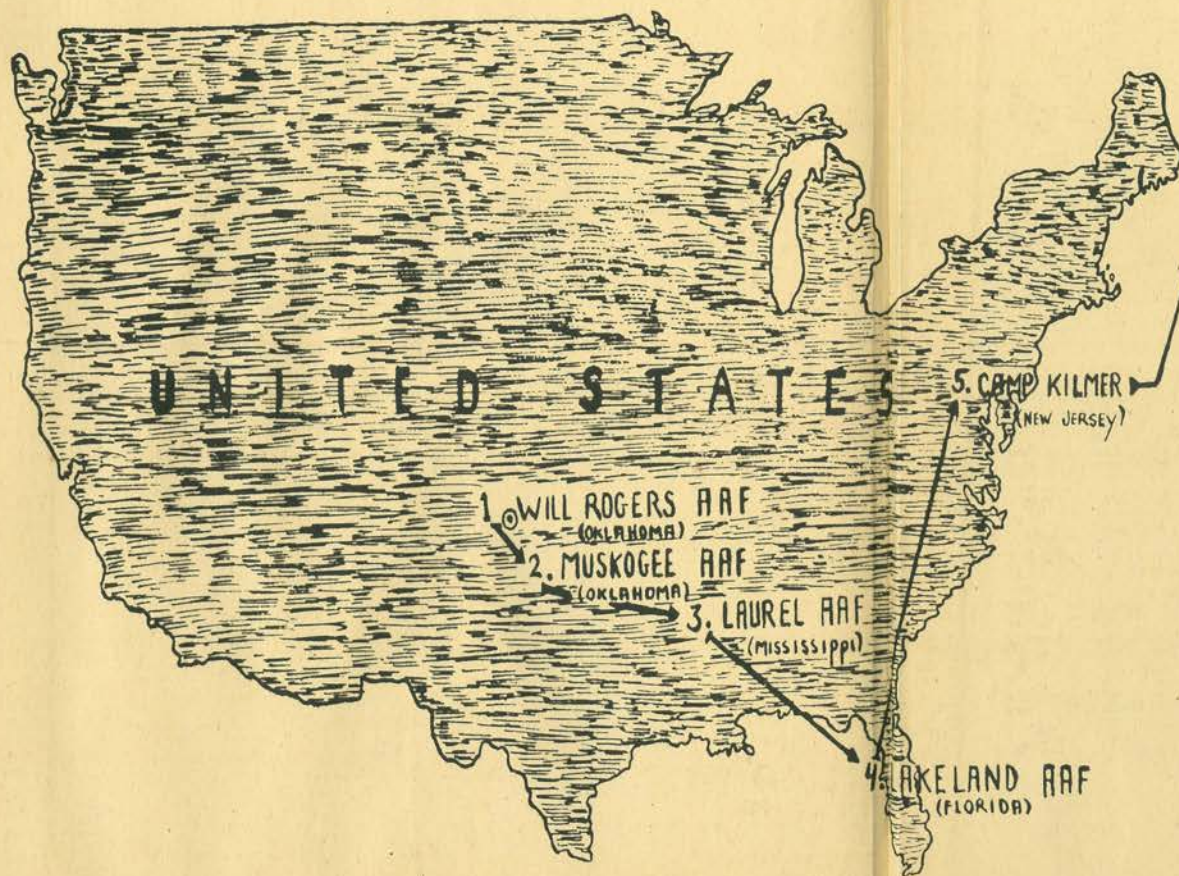 UNITED STATES
1 WILL ROGERS AAF
(OKLAHOMA)
2. MUSKOGEE AAF
(OKLAHOMA)
3. LAUREL AAF
(MISSISSIPPI)
4. LAKELAND AAF
(FLORIDA)
5. CAMP KILMER
(NEW JERSEY)